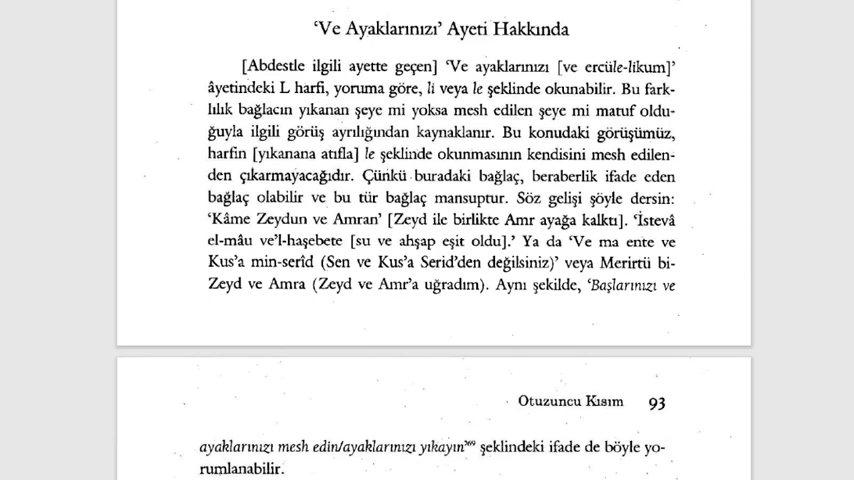 ‘Ve Ayaklarınızı’ Ayeti Hakkında
[Abdestle ilgili ayette geçen] ‘Ve ayaklarınızı [ve ercüle-likum]’
âyetindeki L harfi, yoruma göre, li veya le şeklinde okunabilir. Bu fark-
lılık bağlacın yıkanan şeye mi yoksa mesh edilen şeye mi matuf oldu-
ğuyla ilgili görüş ayrılığından kaynaklanır. Bu konudaki görüşümüz,
harfin [yıkanana atıfla] le şeklinde okunmasının kendisini mesh edilen-
den çıkarmayacağıdır. Çünkü buradaki bağlaç, beraberlik ifade eden
bağlaç olabilir ve bu tür bağlaç mansuptur. Söz gelişi şöyle dersin:
‘Kâme Zeydun ve Amran’ [Zeyd ile birlikte Amr ayağa kalktı]. ‘İstevâ
el-mâu ve’l-haşebete [su ve ahşap eşit oldu].’ Ya da ‘Ve ma ente ve
Kus’a min-serîd (Sen ve Kus’a Serid’den değilsiniz)’ veya Merirtü bi-
Zeyd ve Amra (Zeyd ve Amr’a uğradım). Aynı şekilde, ‘Başlarınızı ve
Otuzuncu Kısım 93
ayaklarınızı mesh edin/ayaklarınızı yıkayın’ şeklindeki ifade de böyle yo-
rumlanabilir.